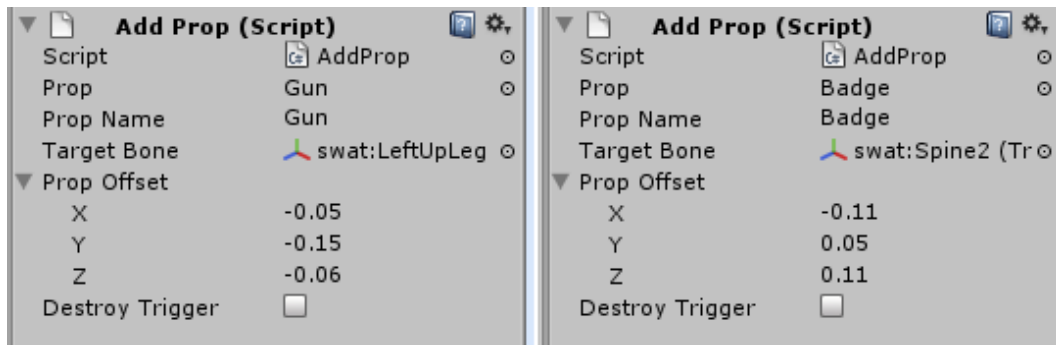 Add Prop (Script)
Script AddProp
Prop Gun
Prop Name Gun
Target Bone swat:LeftUpLeg
Prop Offset
X -0.05
Y -0.15
Z -0.06
Destroy Trigger
Add Prop (Script)
Script AddProp
Prop Badge
Prop Name Badge
Target Bone swat:Spine2 (Tr
Prop Offset
X -0.11
Y 0.05
Z 0.11
Destroy Trigger